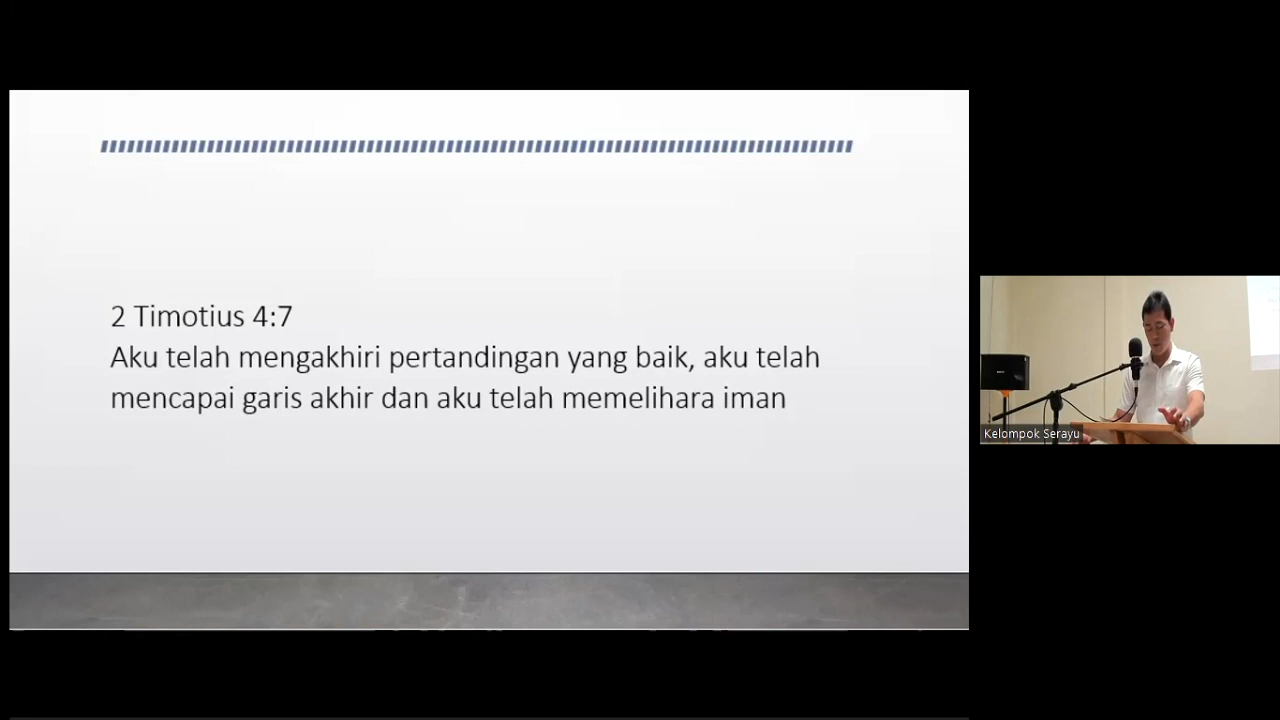 2 Timotius 4:7
Aku telah mengakhiri pertandingan yang baik, aku telah
mencapai garis akhir dan aku telah memelihara iman
Kelompok Serayu